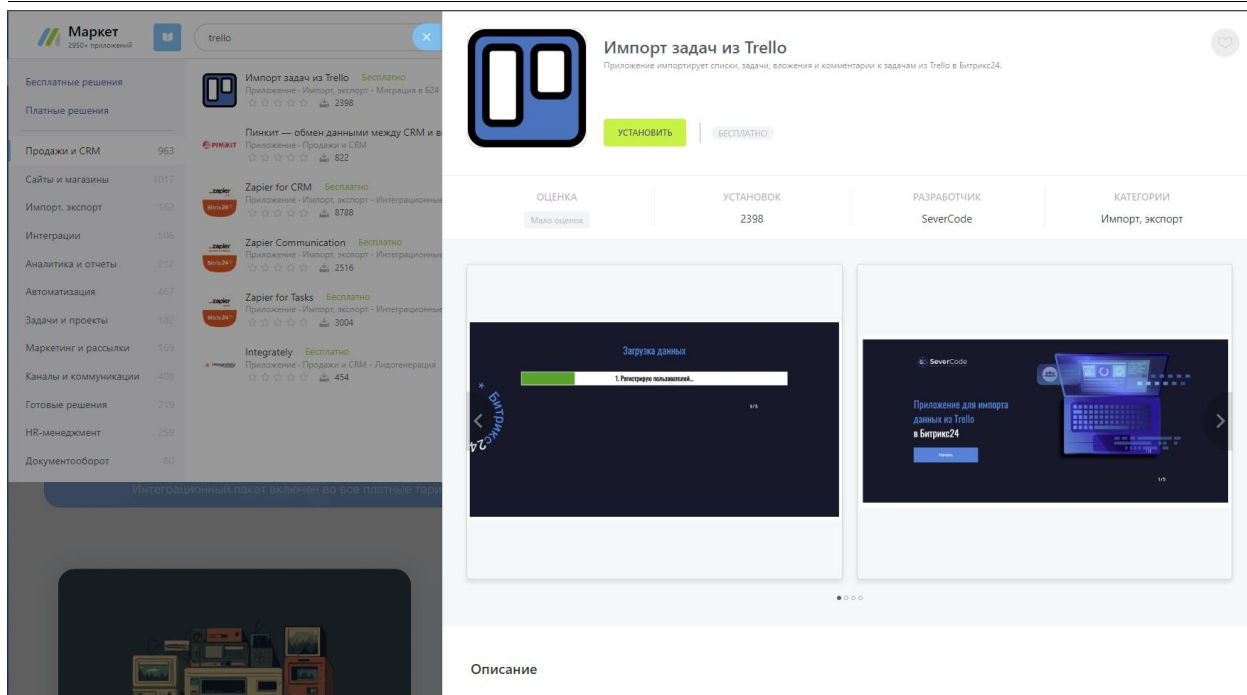 Маркет
2950+ приложений
trello
Бесплатные решения
Платные решения
Продажи и CRM 963
Сайты и магазины 1017
Импорт, экспорт 162
Интеграции 506
Аналитика и отчеты 232
Автоматизация 467
Задачи и проекты 182
Маркетинг и рассылки 169
Каналы и коммуникации 400
Готовые решения 219
HR-менеджмент 259
Документооборот 80
Импорт задач из Trello Бесплатно
Приложение - Импорт, экспорт - Миграция в Б24
2398
Пинкит — обмен данными между CRM и в
Приложение - Продажи и CRM
822
Zapier for CRM Бесплатно
Приложение - Импорт, экспорт - Интеграционные
8788
Zapier Communication Бесплатно
Приложение - Импорт, экспорт - Интеграционные
2516
Zapier for Tasks Бесплатно
Приложение - Импорт, экспорт - Интеграционные
3004
Integrately Бесплатно
Приложение - Продажи и CRM - Лидогенерация
454
Интеграционный пакет включен во все платные тари
Импорт задач из Trello
Приложение импортирует списки, задачи, вложения и комментарии к задачам из Trello в Битрикс24.
УСТАНОВИТЬ
БЕСПЛАТНО
ОЦЕНКА
Мало оценок
УСТАНОВОК
2398
РАЗРАБОТЧИК
SeverCode
КАТЕГОРИИ
Импорт, экспорт
Загрузка данных
1. Регистрирую пользователей...
* Битрикс24
SeverCode
Приложение для импорта
данных из Trello
в Битрикс24
Начать
1/5
Описание